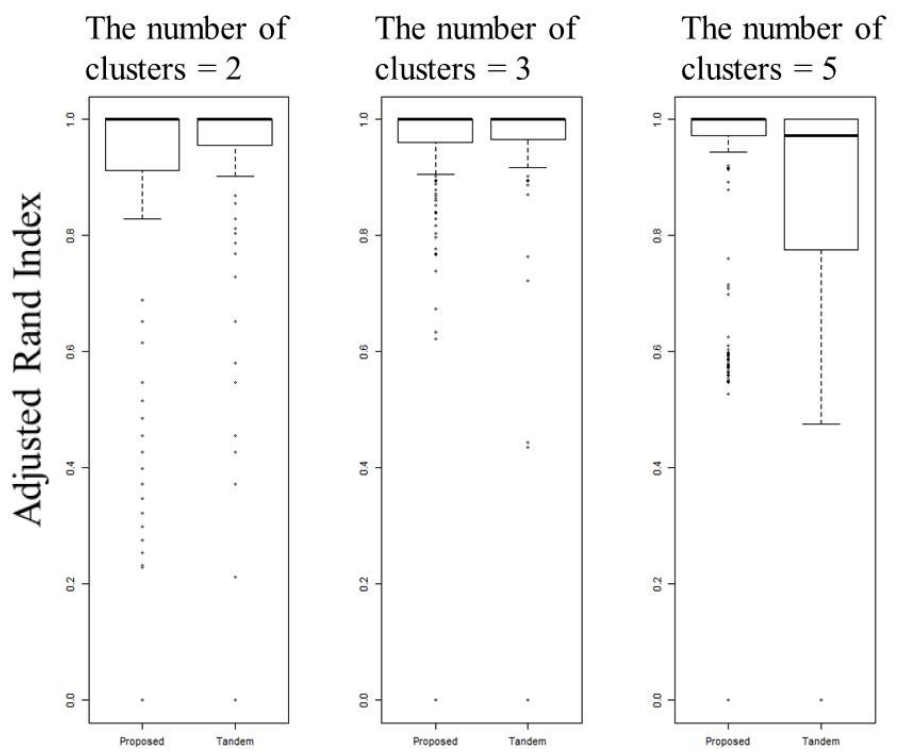 The number of
clusters = 2
The number of
clusters = 3
The number of
clusters = 5
Adjusted Rand Index
1.0
0.8
0.6
0.4
0.2
0.0
Proposed Tandem
1.0
0.8
0.6
0.4
0.2
0.0
Proposed Tandem
1.0
0.8
0.6
0.4
0.2
0.0
Proposed Tandem